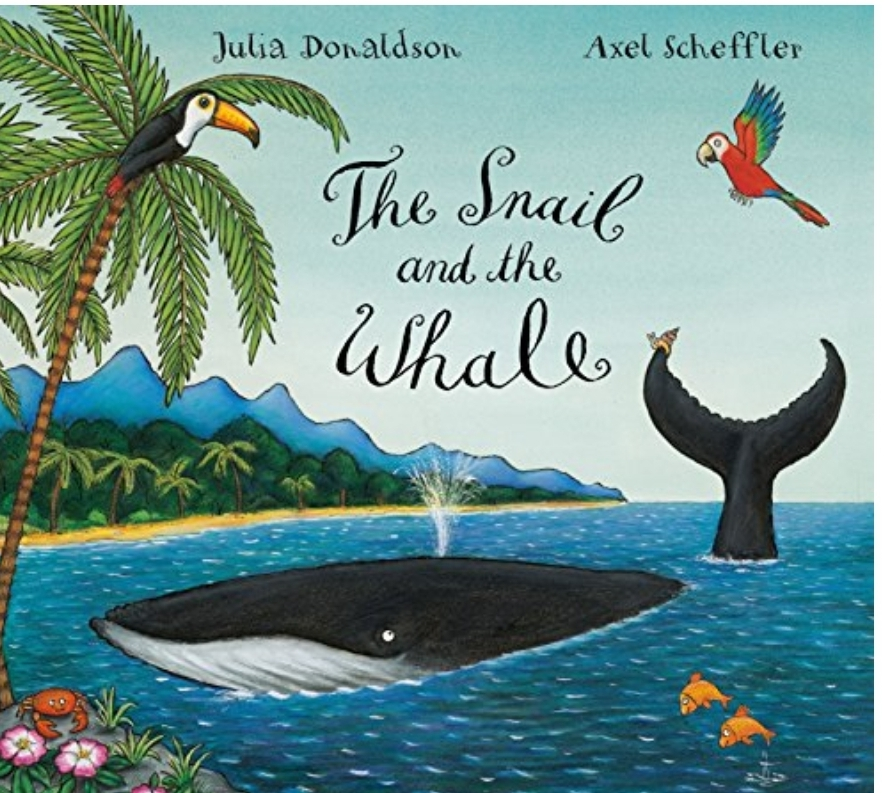 Julia Donaldson Axel Scheffler
The Snail
and the
Whale